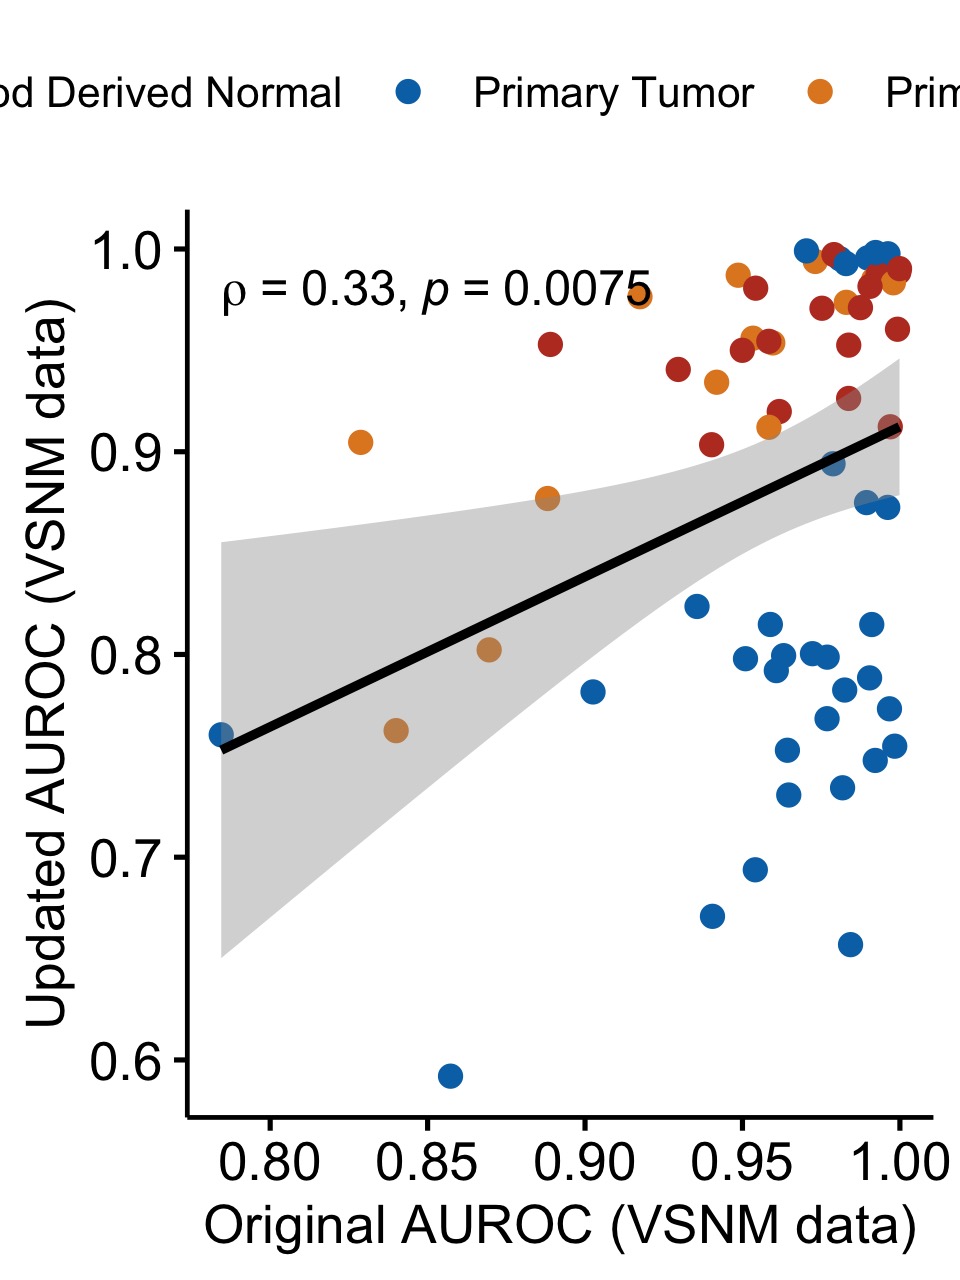 od Derived Normal Primary Tumor Prim
ρ = 0.33, p = 0.0075
1.0
0.9
0.8
0.7
0.6
Updated AUROC (VSNM data)
0.80 0.85 0.90 0.95 1.00
Original AUROC (VSNM data)